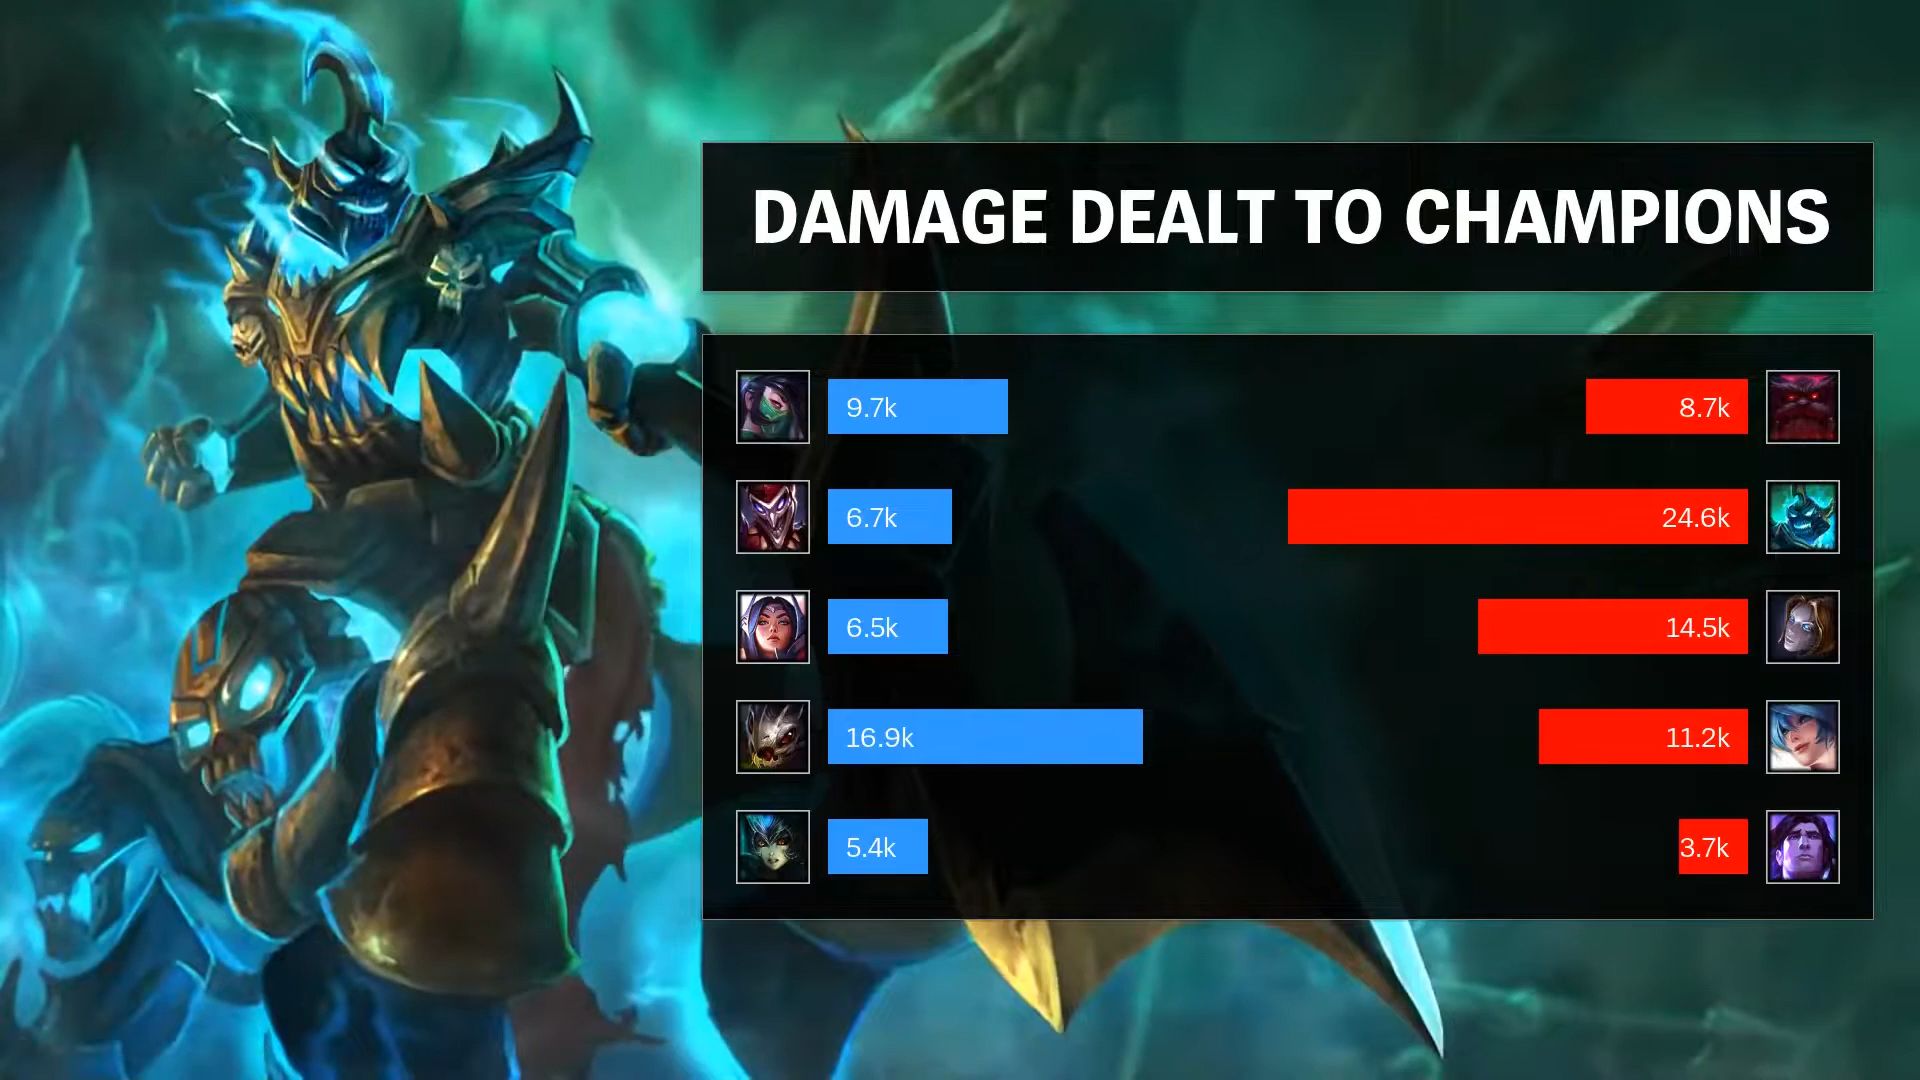 DAMAGE DEALT TO CHAMPIONS
9.7k 8.7k
6.7k 24.6k
6.5k 14.5k
16.9k 11.2k
5.4k 3.7k